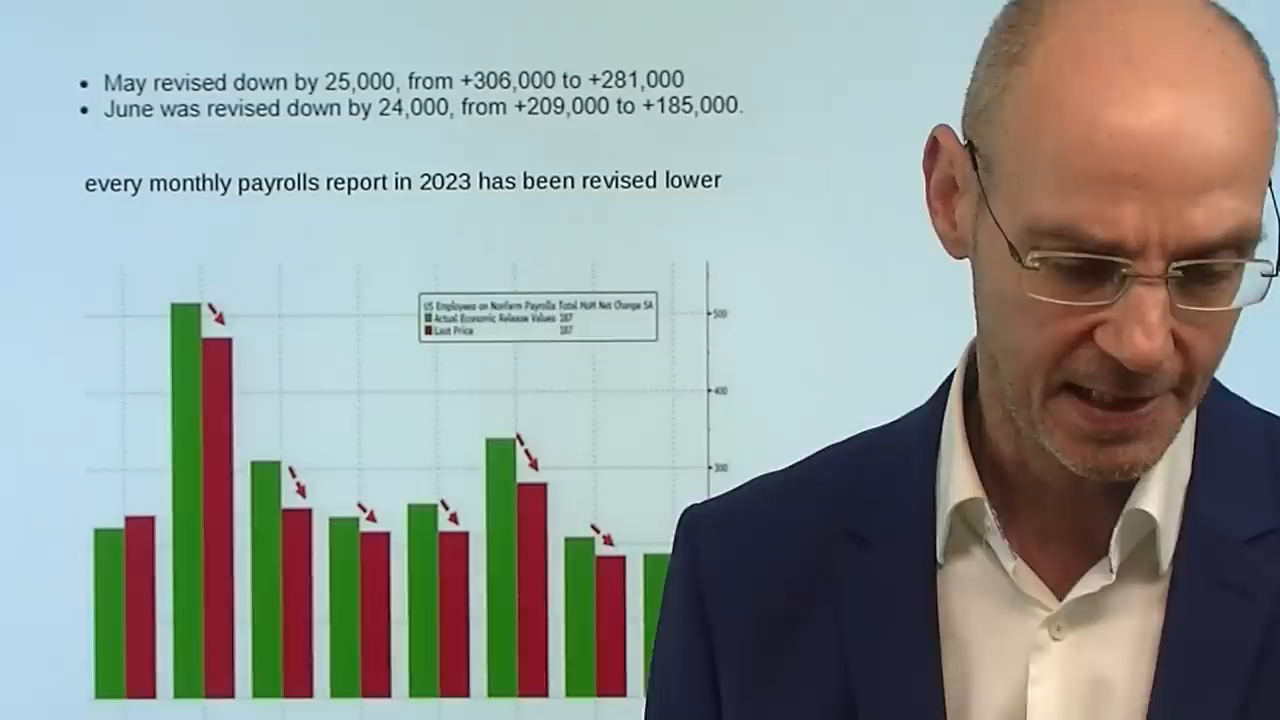 May revised down by 25,000, from +306,000 to +281,000
June was revised down by 24,000, from +209,000 to +185,000.
every monthly payrolls report in 2023 has been revised lower
US Employees on Nonfarm Payrolls Total MoM Net Change SA
Actual Economic Release Values 187
Last Price 187
500
400
300